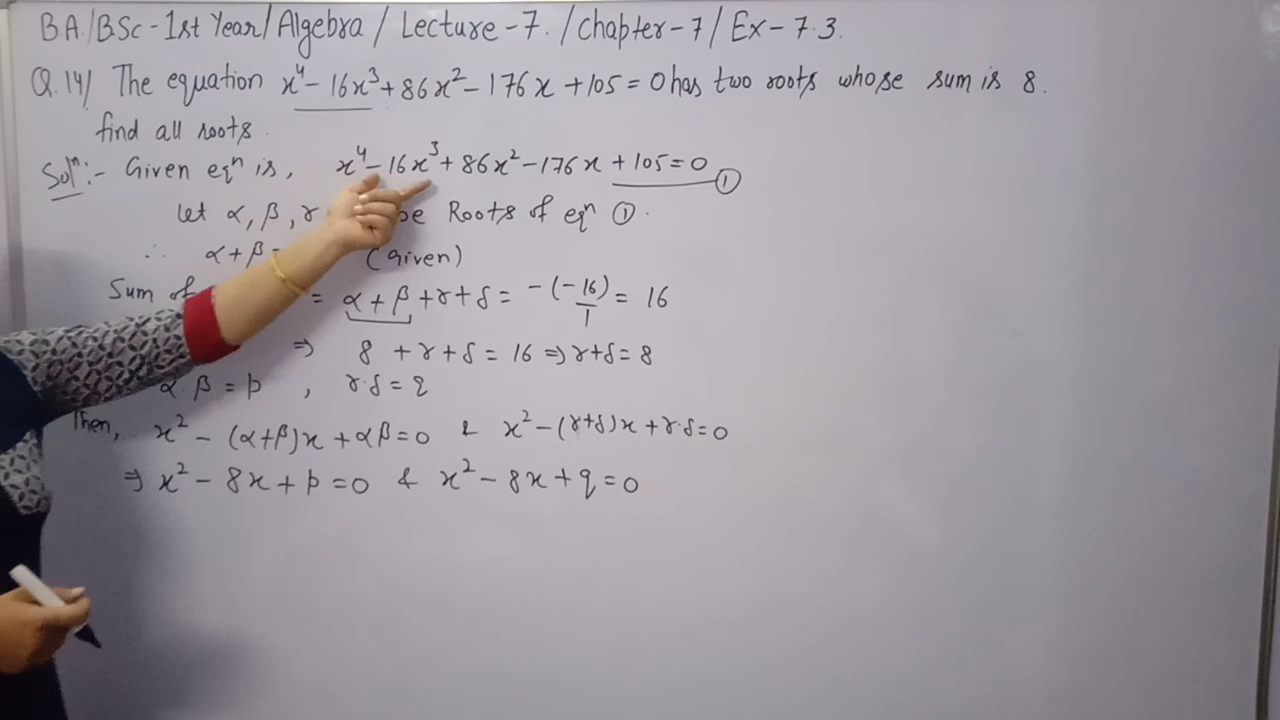 BA/BSc-1st Year/Algebra/Lecture-7./Chapter-7/Ex-7.3.
Q.14/ The equation x⁴-16x³+86x²-176x+105=0 has two roots whose sum is 8.
find all roots.
Solⁿ:- Given eqⁿ is, x⁴-16x³+86x²-176x+105=0 ①
Let α, β, γ be Roots of eqⁿ ①.
∴ α+β= (Given)
Sum of = α+β+γ+δ = -(-16)/1 = 16
⇒ 8+γ+δ=16 ⇒ γ+δ=8
α.β=p, γ.δ=q
Then, x²-(α+β)x+αβ=0 & x²-(γ+δ)x+γ.δ=0
⇒ x²-8x+p=0 & x²-8x+q=0